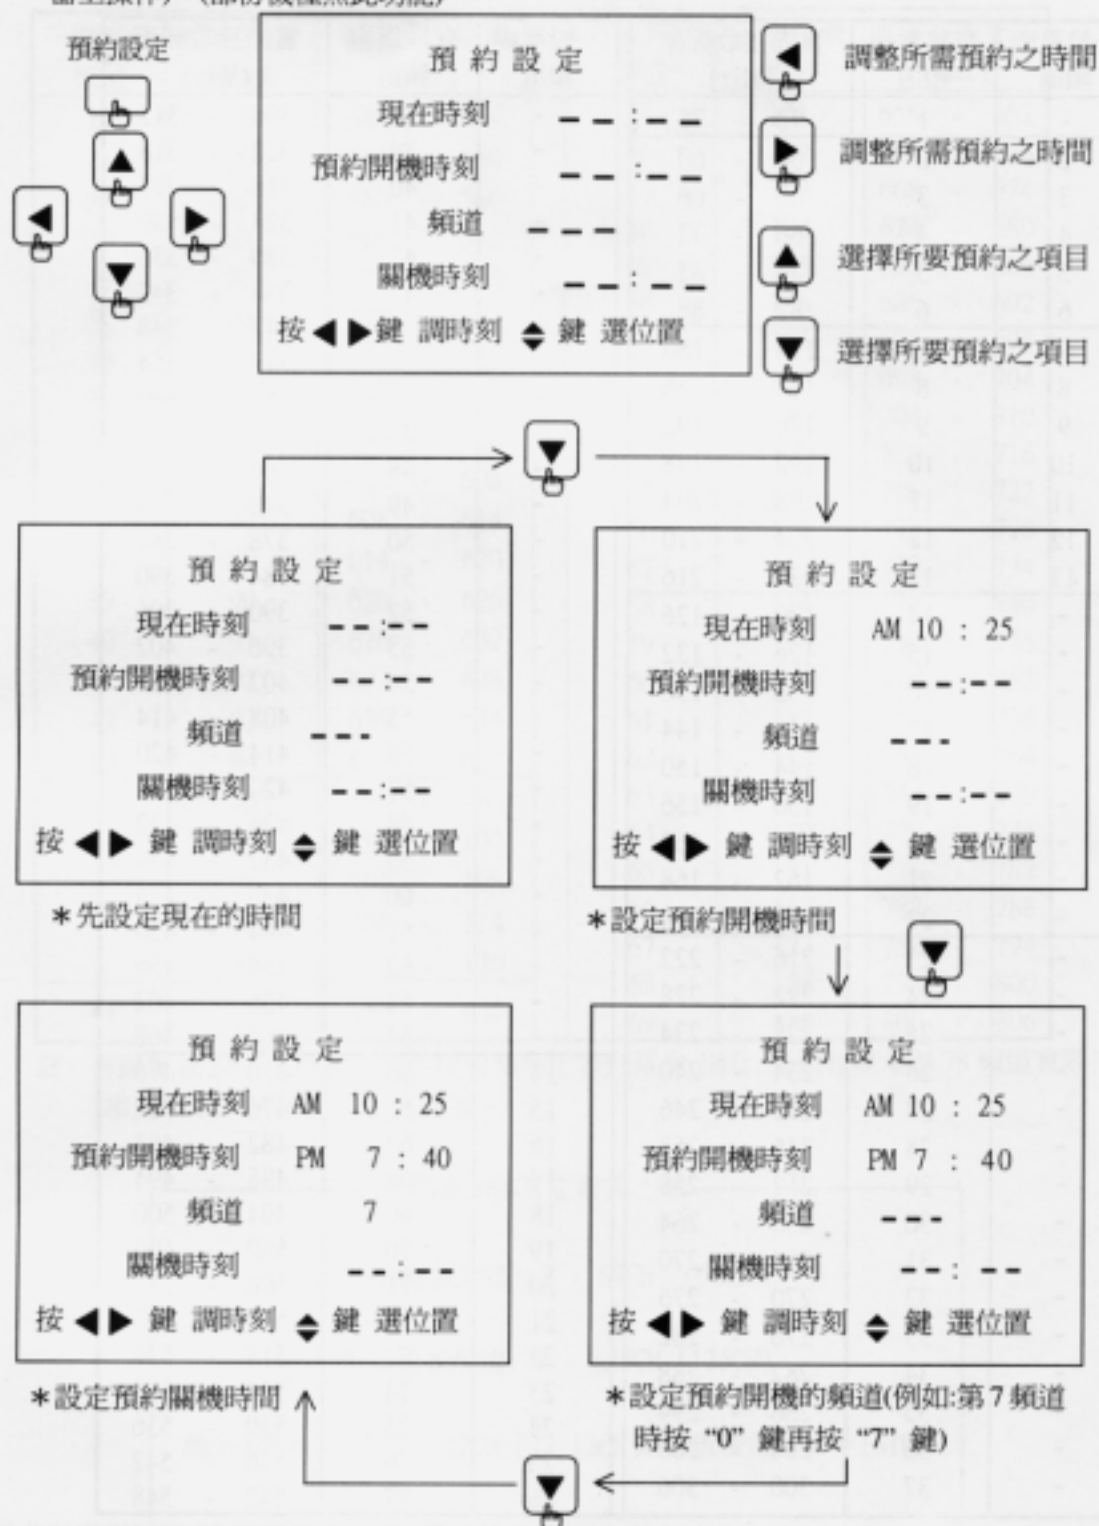 (部份機種無此功能)
預約設定
預 約 設 定
現在時刻 – – : – –
預約開機時刻 – – : – –
頻道 – – –
關機時刻 – – : – –
按 ◀ ▶ 鍵 調時刻 ◆ 鍵 選位置
◀ 調整所需預約之時間
▶ 調整所需預約之時間
▲ 選擇所要預約之項目
▼ 選擇所要預約之項目
預 約 設 定
現在時刻 – – : – –
預約開機時刻 – – : – –
頻道 – – –
關機時刻 – – : – –
按 ◀ ▶ 鍵 調時刻 ◆ 鍵 選位置
*先設定現在的時間
預 約 設 定
現在時刻 AM 10 : 25
預約開機時刻 – – : – –
頻道 – – –
關機時刻 – – : – –
按 ◀ ▶ 鍵 調時刻 ◆ 鍵 選位置
*設定預約開機時間
預 約 設 定
現在時刻 AM 10 : 25
預約開機時刻 PM 7 : 40
頻道 – – –
關機時刻 – – : – –
按 ◀ ▶ 鍵 調時刻 ◆ 鍵 選位置
*設定預約開機的頻道(例如:第7頻道
時按 “0” 鍵再按 “7” 鍵)
預 約 設 定
現在時刻 AM 10 : 25
預約開機時刻 PM 7 : 40
頻道 7
關機時刻 – – : – –
按 ◀ ▶ 鍵 調時刻 ◆ 鍵 選位置
*設定預約關機時間